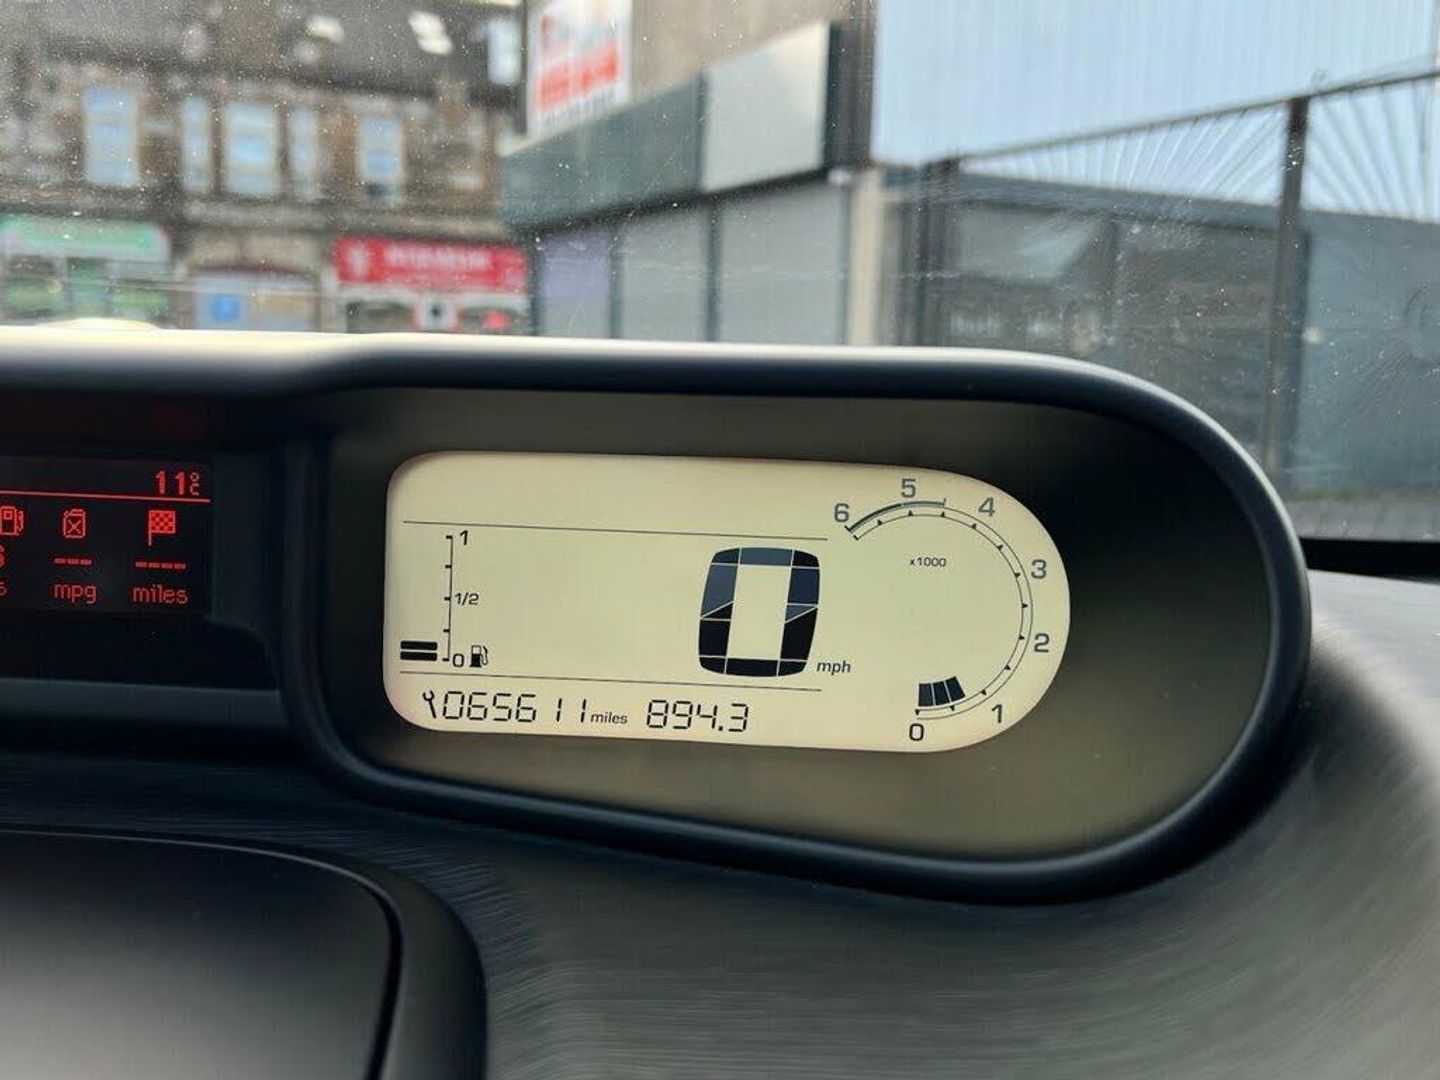 11°C
mpg
miles
6 5 4 3 2 1 0
x1000
1
1/2
0
0 mph
065611 miles 894.3